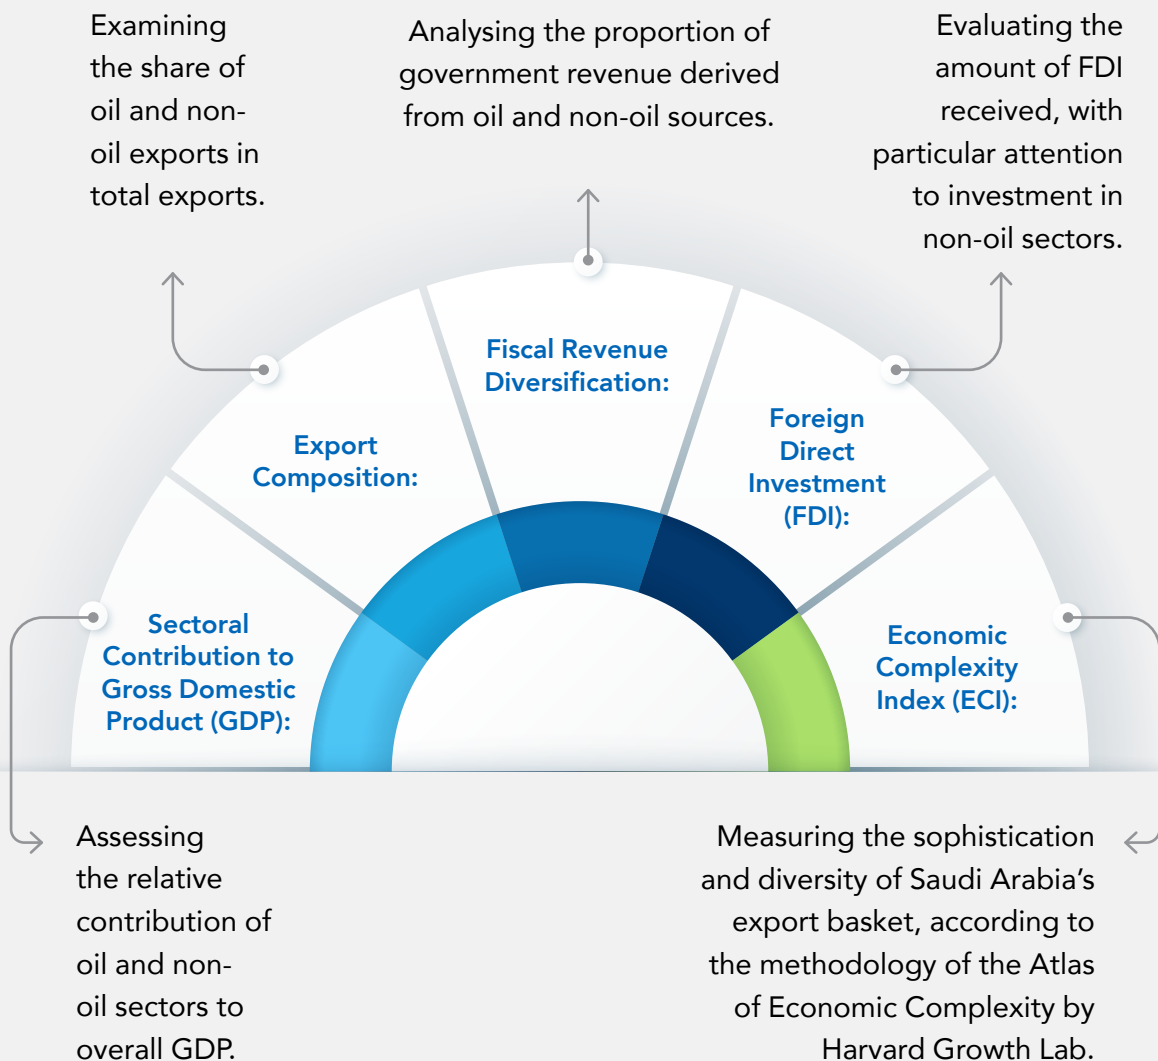 Examining
the share of
oil and non-
oil exports in
total exports.
Analysing the proportion of
government revenue derived
from oil and non-oil sources.
Evaluating the
amount of FDI
received, with
particular attention
to investment in
non-oil sectors.
Sectoral
Contribution to
Gross Domestic
Product (GDP):
Export
Composition:
Fiscal Revenue
Diversification:
Foreign
Direct
Investment
(FDI):
Economic
Complexity
Index (ECI):
Assessing
the relative
contribution of
oil and non-
oil sectors to
overall GDP.
Measuring the sophistication
and diversity of Saudi Arabia’s
export basket, according to
the methodology of the Atlas
of Economic Complexity by
Harvard Growth Lab.